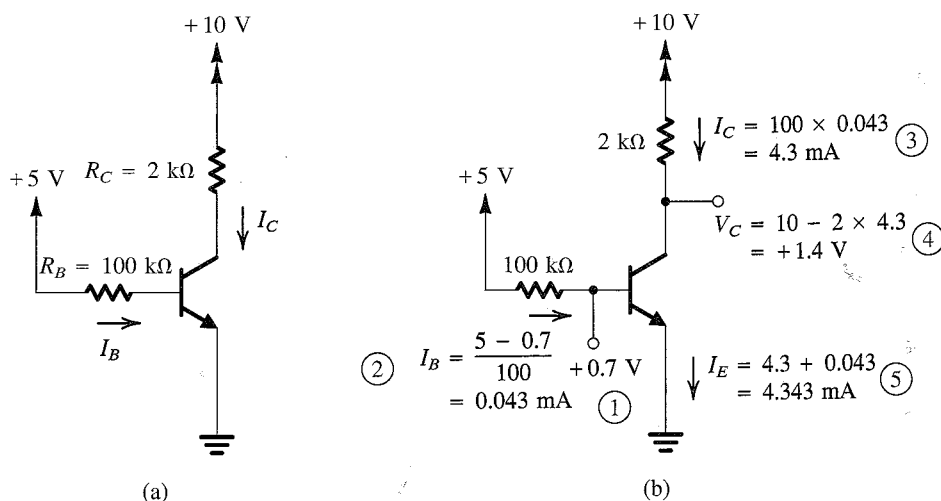 +10 V
R_C = 2 kΩ
+5 V
I_C
R_B = 100 kΩ
I_B
(a)
+10 V
2 kΩ
I_C = 100 × 0.043
= 4.3 mA
③
+5 V
V_C = 10 − 2 × 4.3
= +1.4 V
④
100 kΩ
② I_B = \frac{5 − 0.7}{100}
= 0.043 mA
+0.7 V
①
I_E = 4.3 + 0.043
= 4.343 mA
⑤
(b)